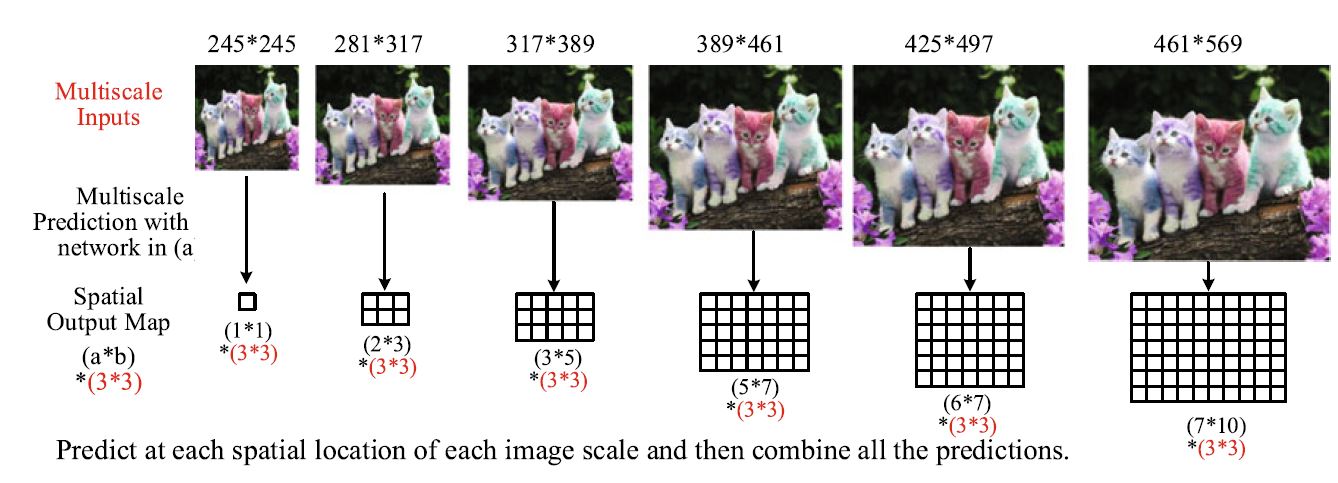 245*245 281*317 317*389 389*461 425*497 461*569
Multiscale
Inputs
Multiscale
Prediction with
network in (a
Spatial
Output Map
(a*b)
*(3*3)
(1*1)
*(3*3)
(2*3)
*(3*3)
(3*5)
*(3*3)
(5*7)
*(3*3)
(6*7)
*(3*3)
(7*10)
*(3*3)
Predict at each spatial location of each image scale and then combine all the predictions.